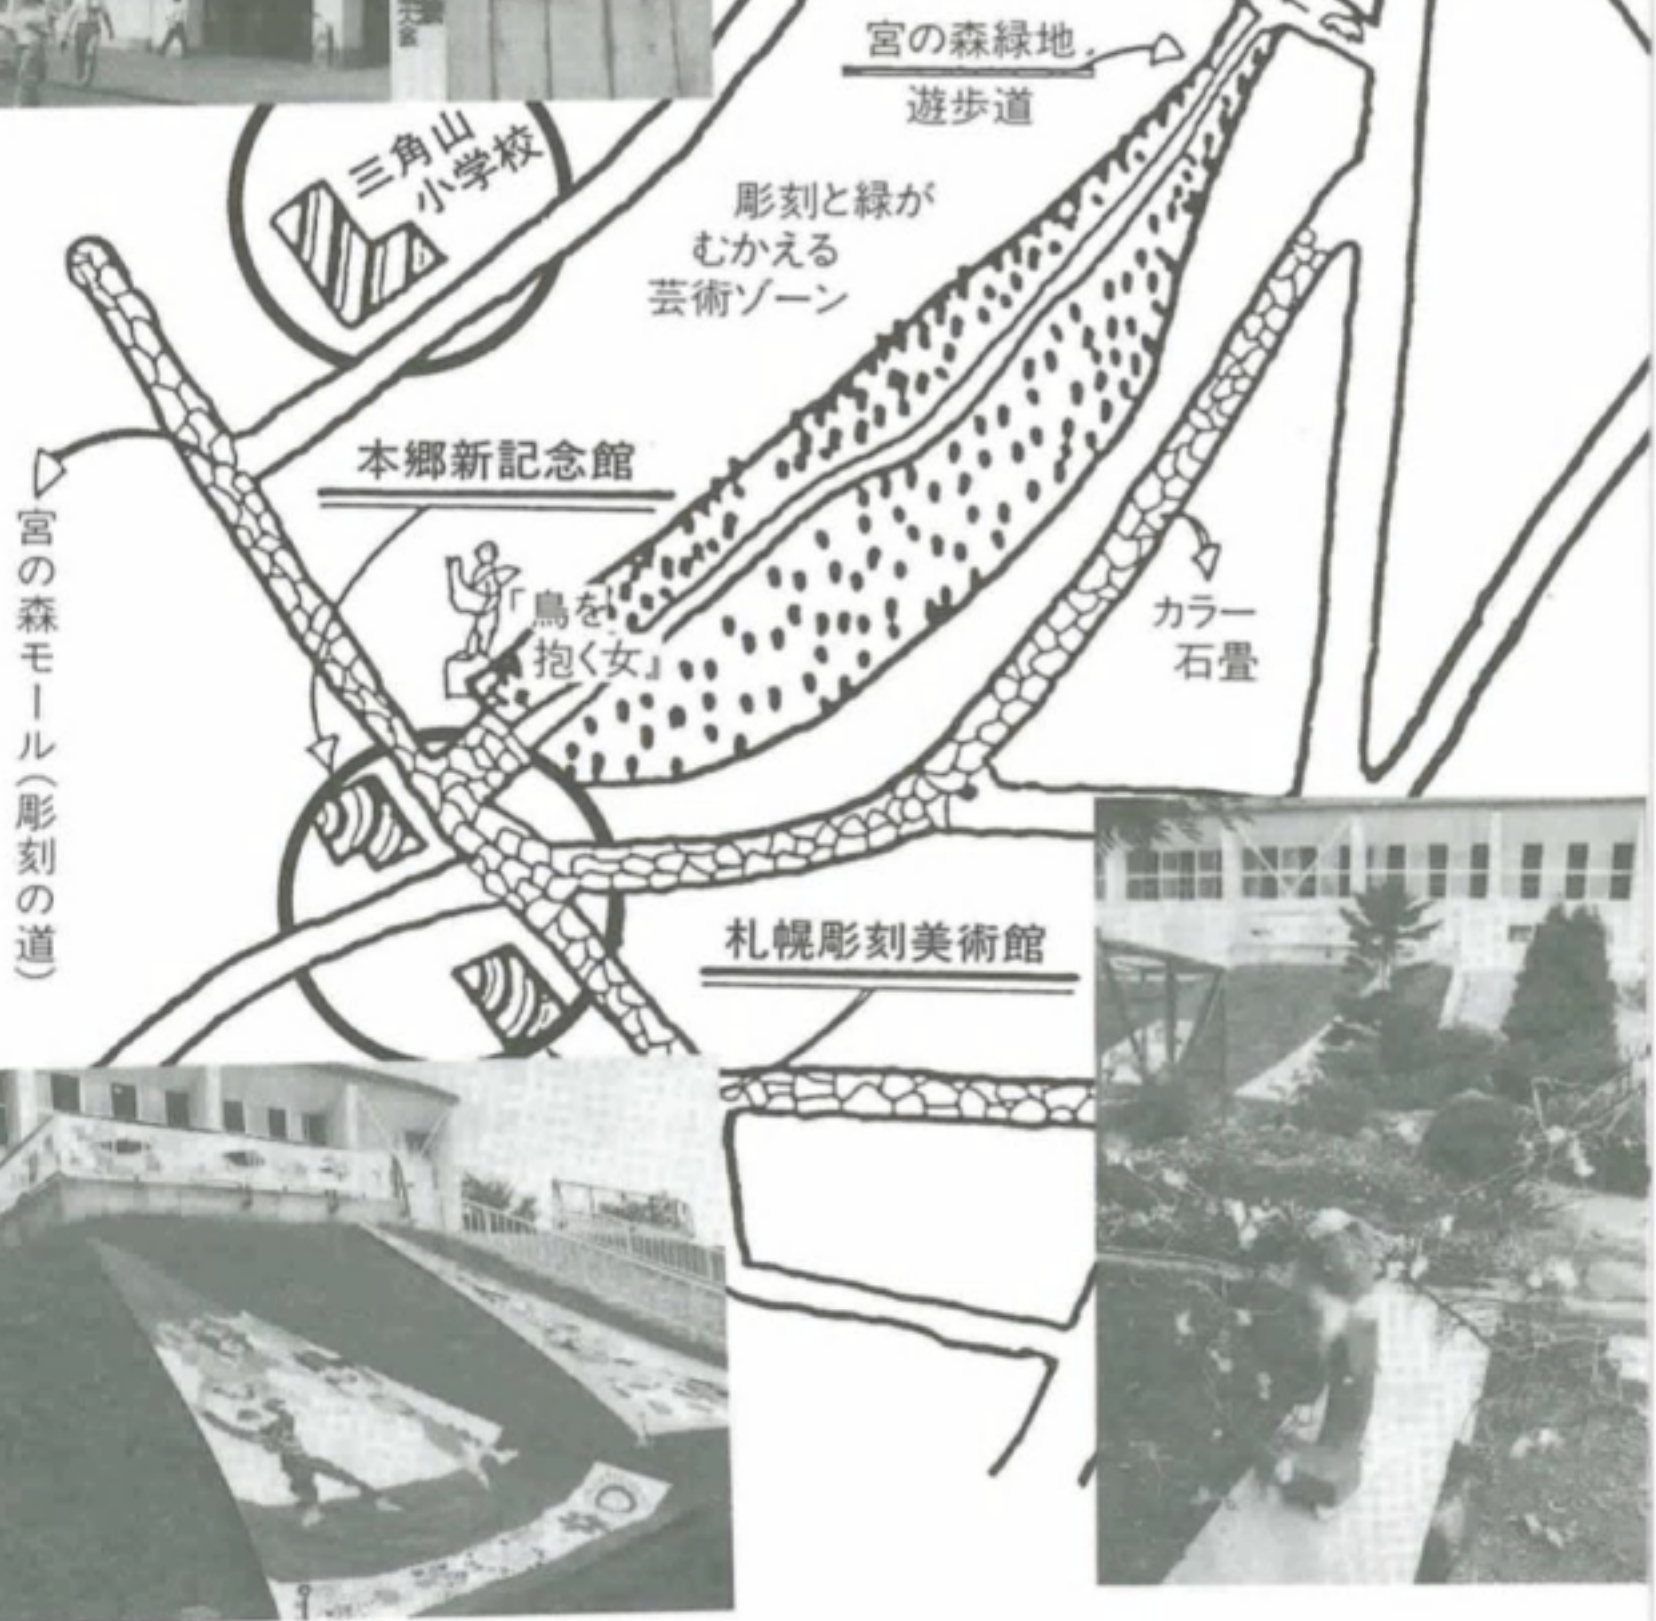 大会
宮の森緑地
遊歩道
三角山
小学校
彫刻と緑が
むかえる
芸術ゾーン
本郷新記念館
宮の森モール(彫刻の道)
「鳥を
抱く女』
カラー
石畳
札幌彫刻美術館